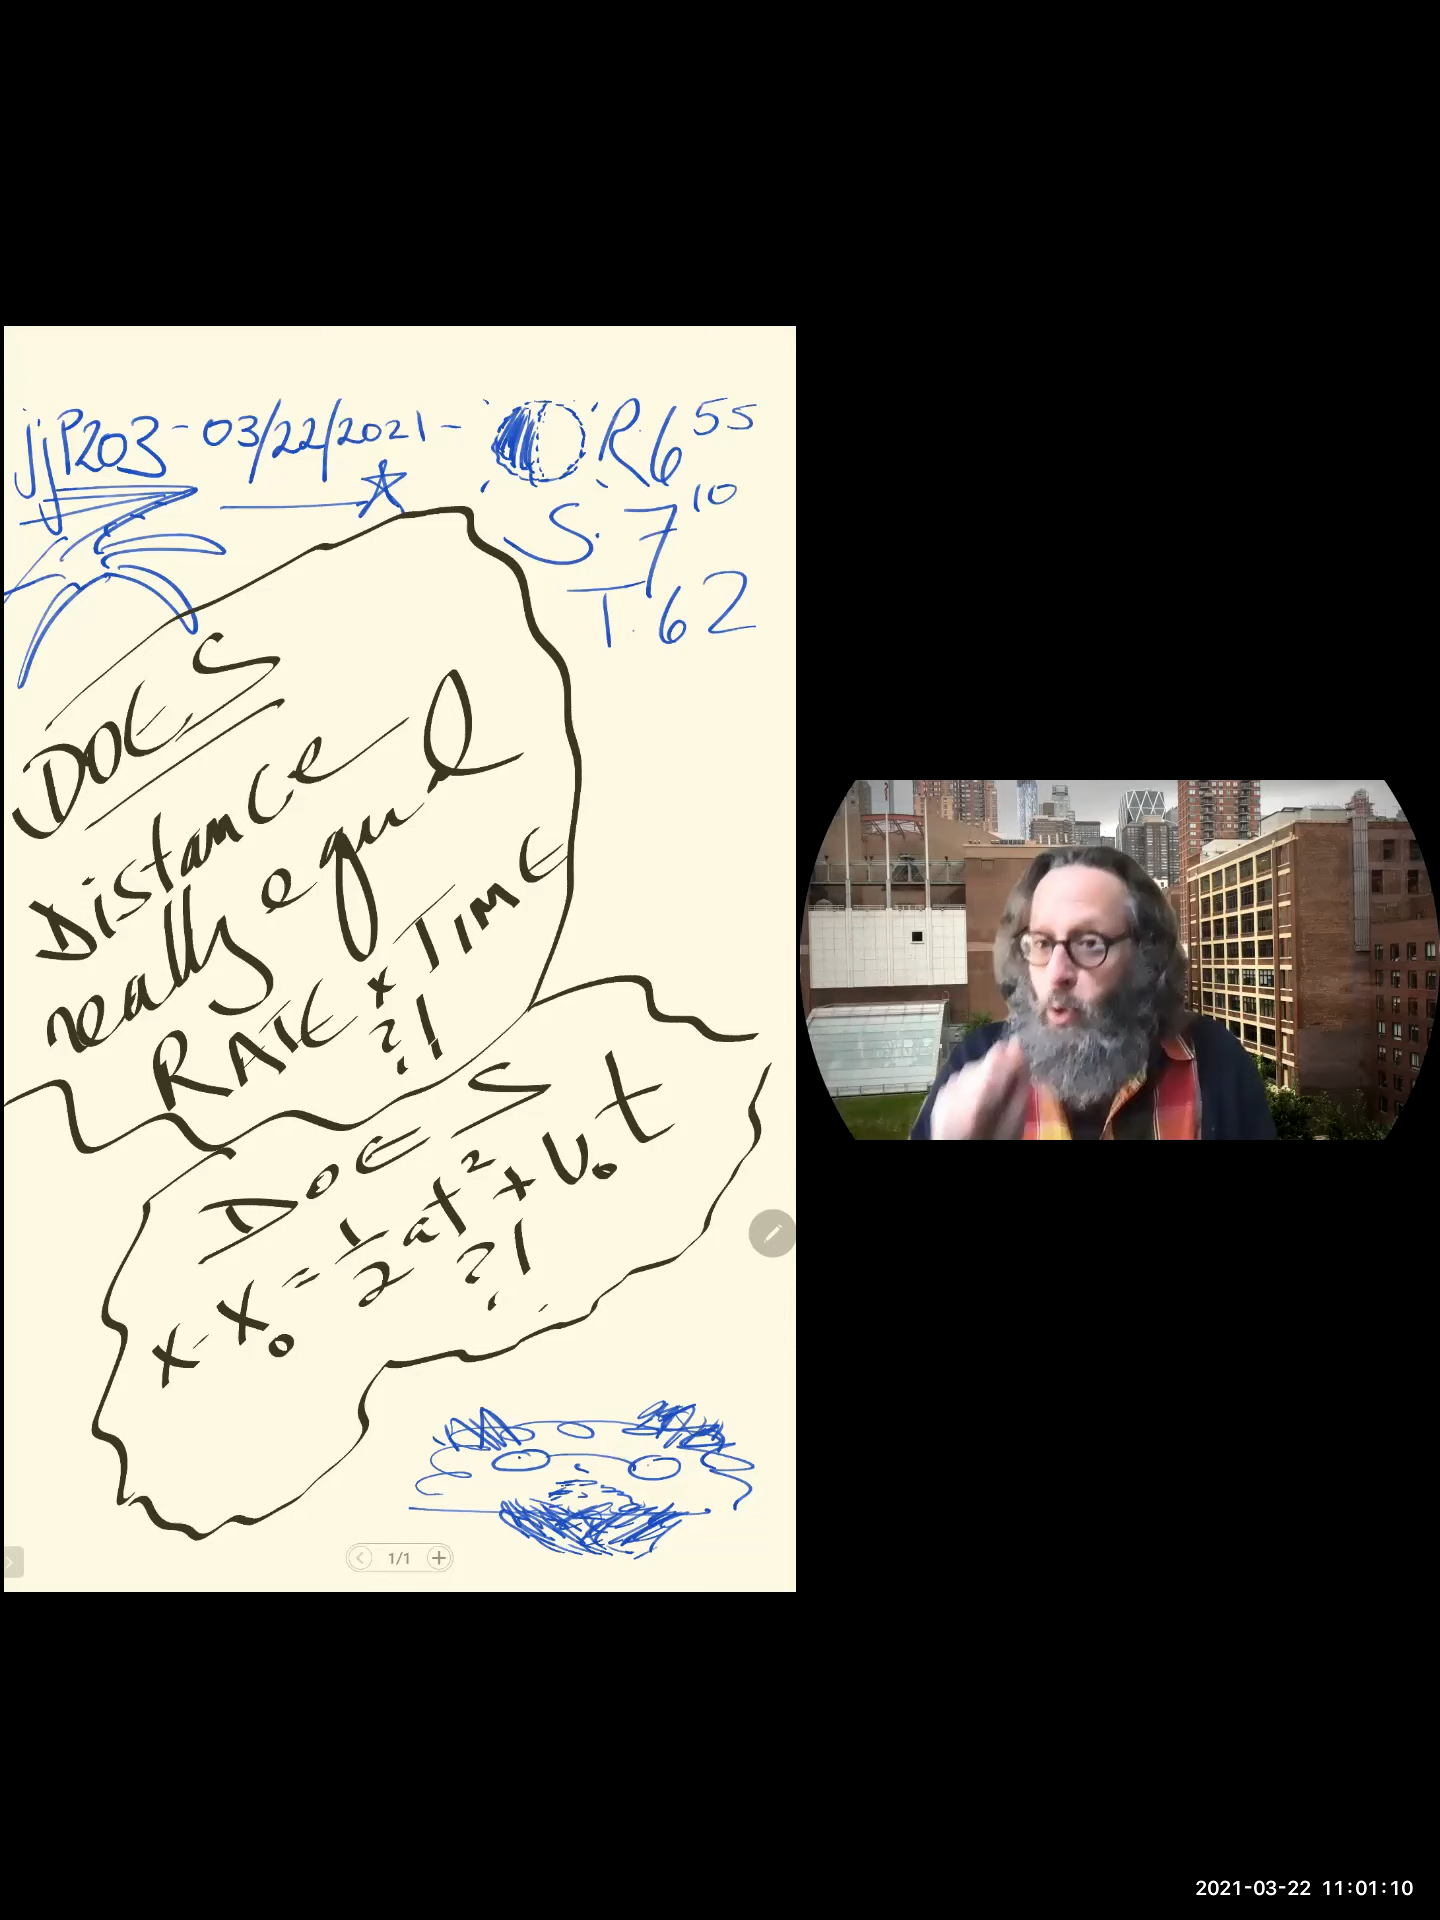 jjP203 - 03/22/2021 - R. 6 55
S. 7 10
T. 62
DOES
Distance
really equal
RATE x TIME
?!
DOES
x - x₀ = 1/2 at² + v₀t
?!
1/1
2021-03-22 11:01:10